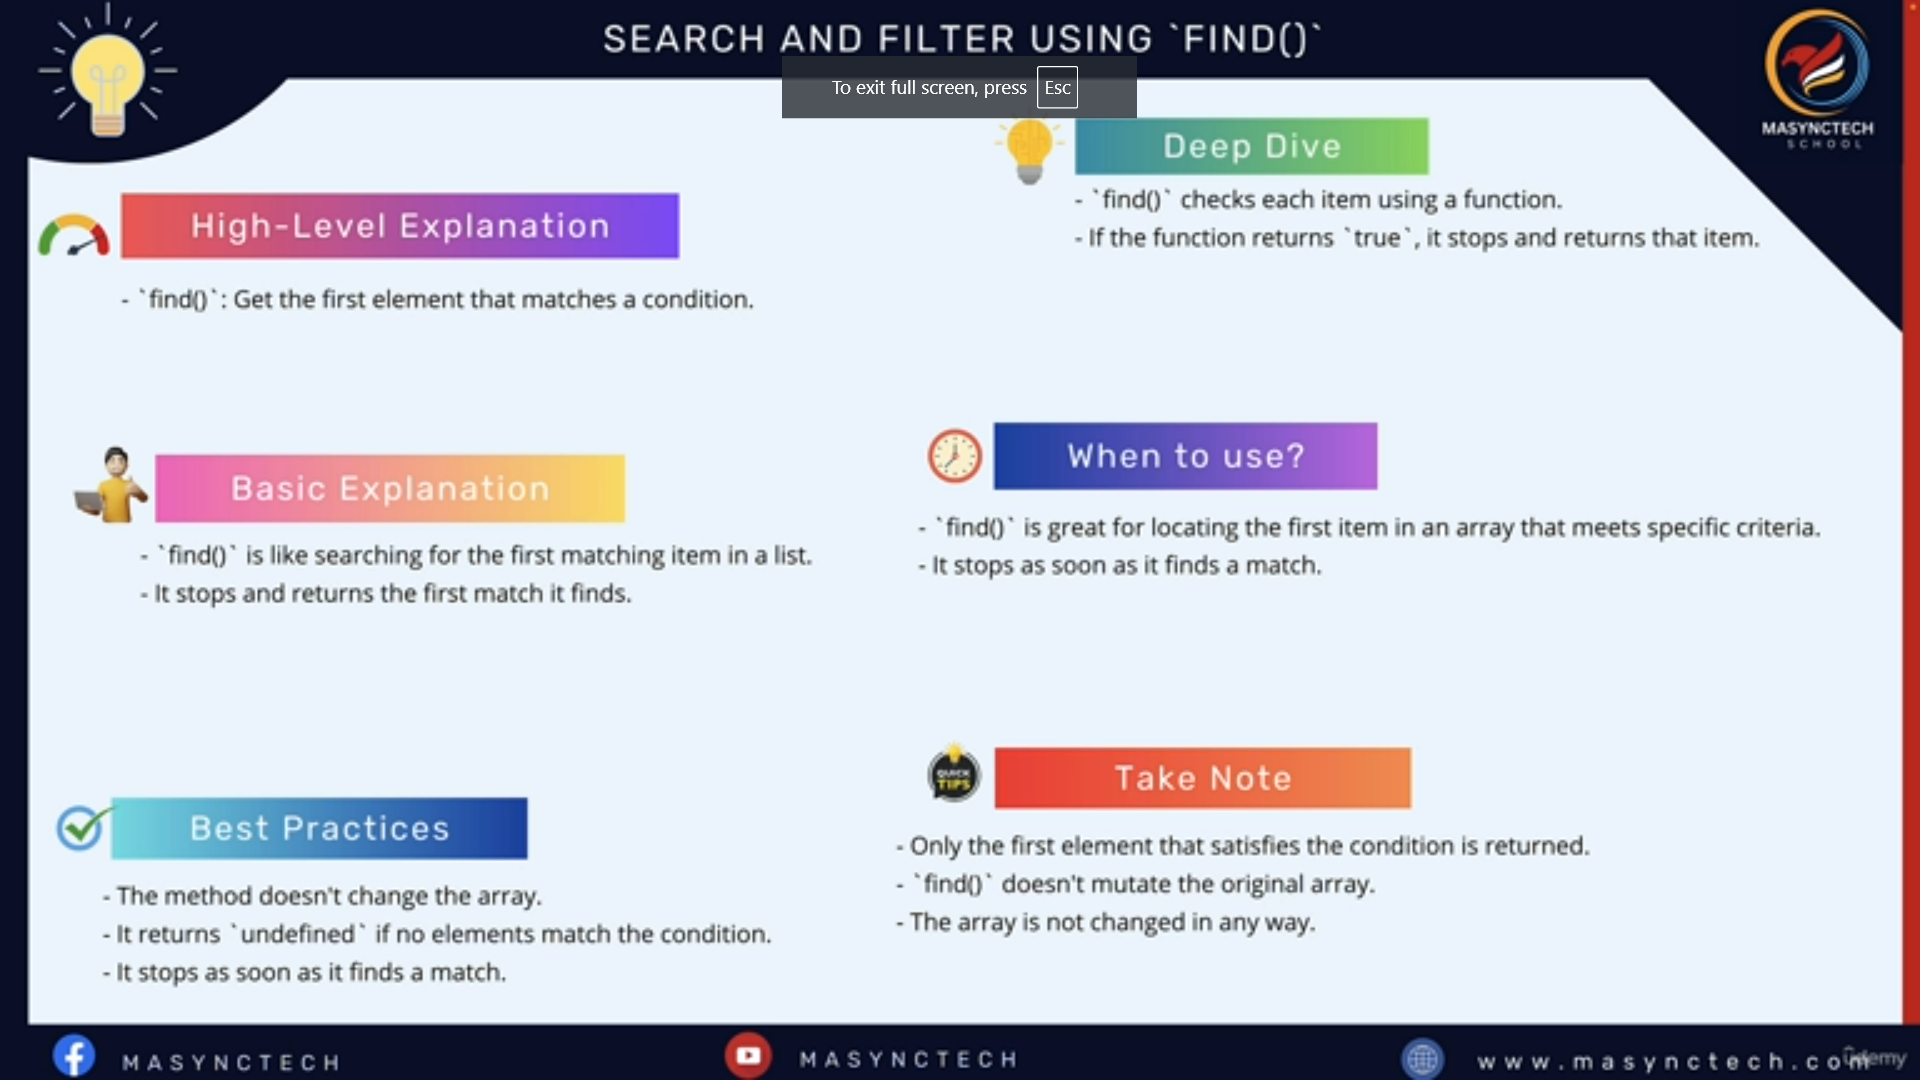 SEARCH AND FILTER USING `FIND()`
To exit full screen, press Esc
MASYNCTECH
SCHOOL
High-Level Explanation
- `find()`: Get the first element that matches a condition.
Basic Explanation
- `find()` is like searching for the first matching item in a list.
- It stops and returns the first match it finds.
Best Practices
- The method doesn't change the array.
- It returns `undefined` if no elements match the condition.
- It stops as soon as it finds a match.
Deep Dive
- `find()` checks each item using a function.
- If the function returns `true`, it stops and returns that item.
When to use?
- `find()` is great for locating the first item in an array that meets specific criteria.
- It stops as soon as it finds a match.
QUICK
TIPS
Take Note
- Only the first element that satisfies the condition is returned.
- `find()` doesn't mutate the original array.
- The array is not changed in any way.
MASYNCTECH
MASYNCTECH
www.masynctech.com
ûdemy